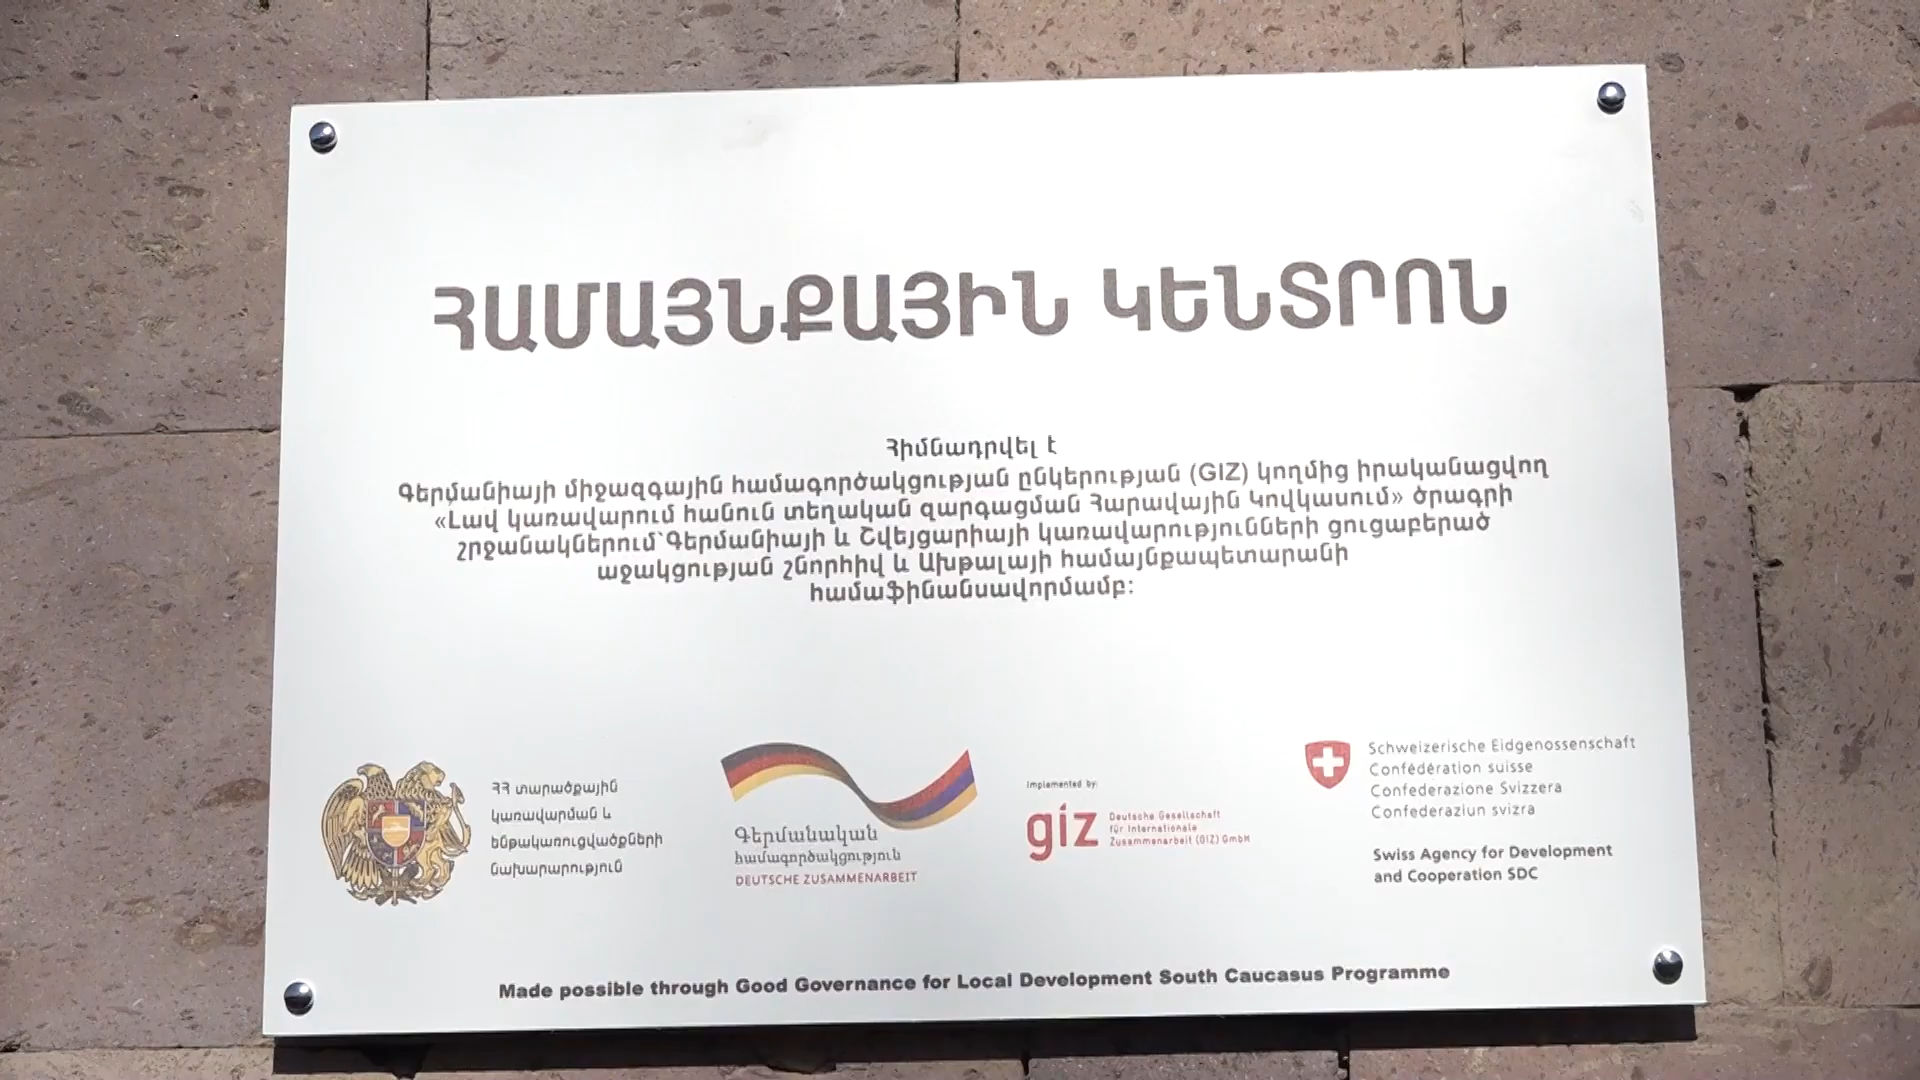 ՀԱՄԱՅՆՔԱՅԻՆ ԿԵՆՏՐՈՆ
Հիմնադրվել է
Գերմանիայի միջազգային համագործակցության ընկերության (GIZ) կողմից իրականացվող
«Լավ կառավարում հանուն տեղական զարգացման Հարավային Կովկասում» ծրագրի
շրջանակներում՝ Գերմանիայի և Շվեյցարիայի կառավարությունների ցուցաբերած
աջակցության շնորհիվ և Ախթալայի համայնքապետարանի
համաֆինանսավորմամբ:
ՀՀ տարածքային
կառավարման և
ենթակառուցվածքների
նախարարություն
Գերմանական
համագործակցություն
DEUTSCHE ZUSAMMENARBEIT
Implemented by:
giz
Deutsche Gesellschaft
für Internationale
Zusammenarbeit (GIZ) GmbH
Schweizerische Eidgenossenschaft
Confédération suisse
Confederazione Svizzera
Confederaziun svizra
Swiss Agency for Development
and Cooperation SDC
Made possible through Good Governance for Local Development South Caucasus Programme